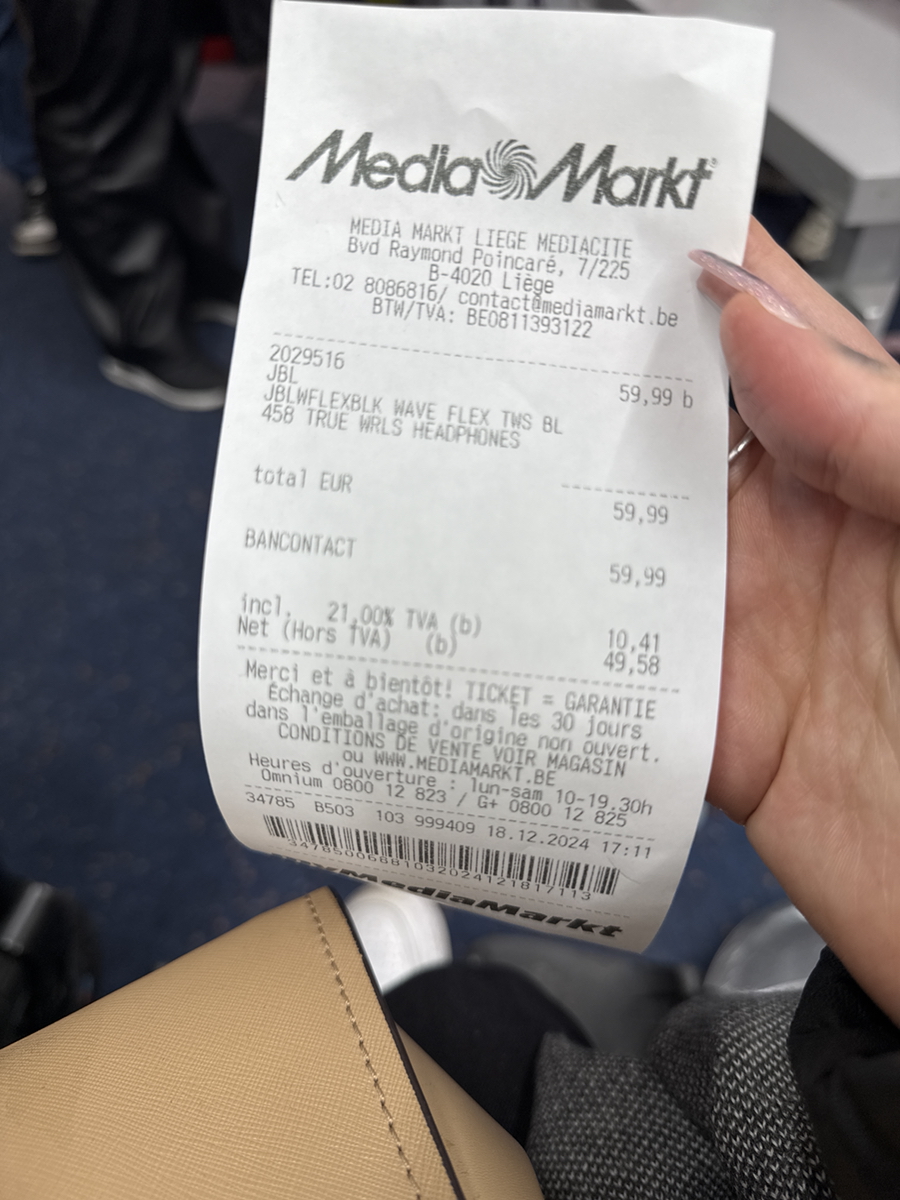 MediaMarkt
MEDIA MARKT LIEGE MEDIACITE
Bvd Raymond Poincaré, 7/225
B-4020 Liège
TEL:02 8086816/ contact@mediamarkt.be
BTW/TVA: BE0811393122
2029516 59,99 b
JBL
JBLWFLEXBLK WAVE FLEX TWS BL
458 TRUE WRLS HEADPHONES
total EUR 59,99
BANCONTACT 59,99
incl. 21,00% TVA (b) 10,41
Net (Hors TVA) (b) 49,58
Merci et à bientôt! TICKET = GARANTIE
Échange d'achat: dans les 30 jours
dans l'emballage d'origine non ouvert.
CONDITIONS DE VENTE VOIR MAGASIN
ou WWW.MEDIAMARKT.BE
Heures d'ouverture : lun-sam 10-19.30h
Omnium 0800 12 823 / G+ 0800 12 825
34785 B503 103 999409 18.12.2024 17:11
MediaMarkt